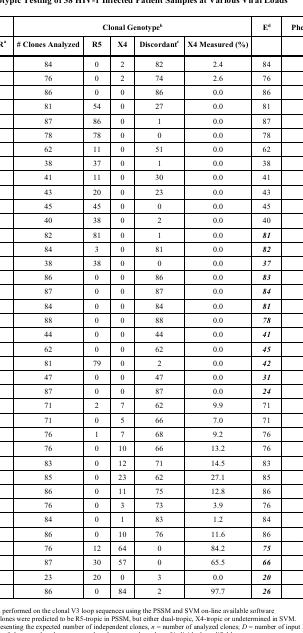 otypic Testing of 38 HIV-1 Infected Patient Samples at Various Viral Loads
Clonal Genotypeᵇ Eᵈ Phe
Rᵃ # Clones Analyzed R5 X4 Discordantᶜ X4 Measured (%)
84 0 2 82 2.4 84
76 0 2 74 2.6 76
86 0 0 86 0.0 86
81 54 0 27 0.0 81
87 86 0 1 0.0 87
78 78 0 0 0.0 78
62 11 0 51 0.0 62
38 37 0 1 0.0 38
41 11 0 30 0.0 41
43 20 0 23 0.0 43
45 45 0 0 0.0 45
40 38 0 2 0.0 40
82 81 0 1 0.0 81
84 3 0 81 0.0 82
38 38 0 0 0.0 37
86 0 0 86 0.0 83
87 0 0 87 0.0 84
84 0 0 84 0.0 81
88 0 0 88 0.0 78
44 0 0 44 0.0 41
62 0 0 62 0.0 45
81 79 0 2 0.0 42
47 0 0 47 0.0 31
87 0 0 87 0.0 24
71 2 7 62 9.9 71
71 0 5 66 7.0 71
76 1 7 68 9.2 76
76 0 10 66 13.2 76
83 0 12 71 14.5 83
85 0 23 62 27.1 85
86 0 11 75 12.8 86
76 0 3 73 3.9 76
84 0 1 83 1.2 84
86 0 10 76 11.6 86
76 12 64 0 84.2 75
87 30 57 0 65.5 66
23 20 0 3 0.0 20
86 0 84 2 97.7 26
performed on the clonal V3 loop sequences using the PSSM and SVM on-line available software
lones were predicted to be R5-tropic in PSSM, but either dual-tropic, X4-tropic or undetermined in SVM.
esenting the expected number of independent clones, n = number of analyzed clones; D = number of input